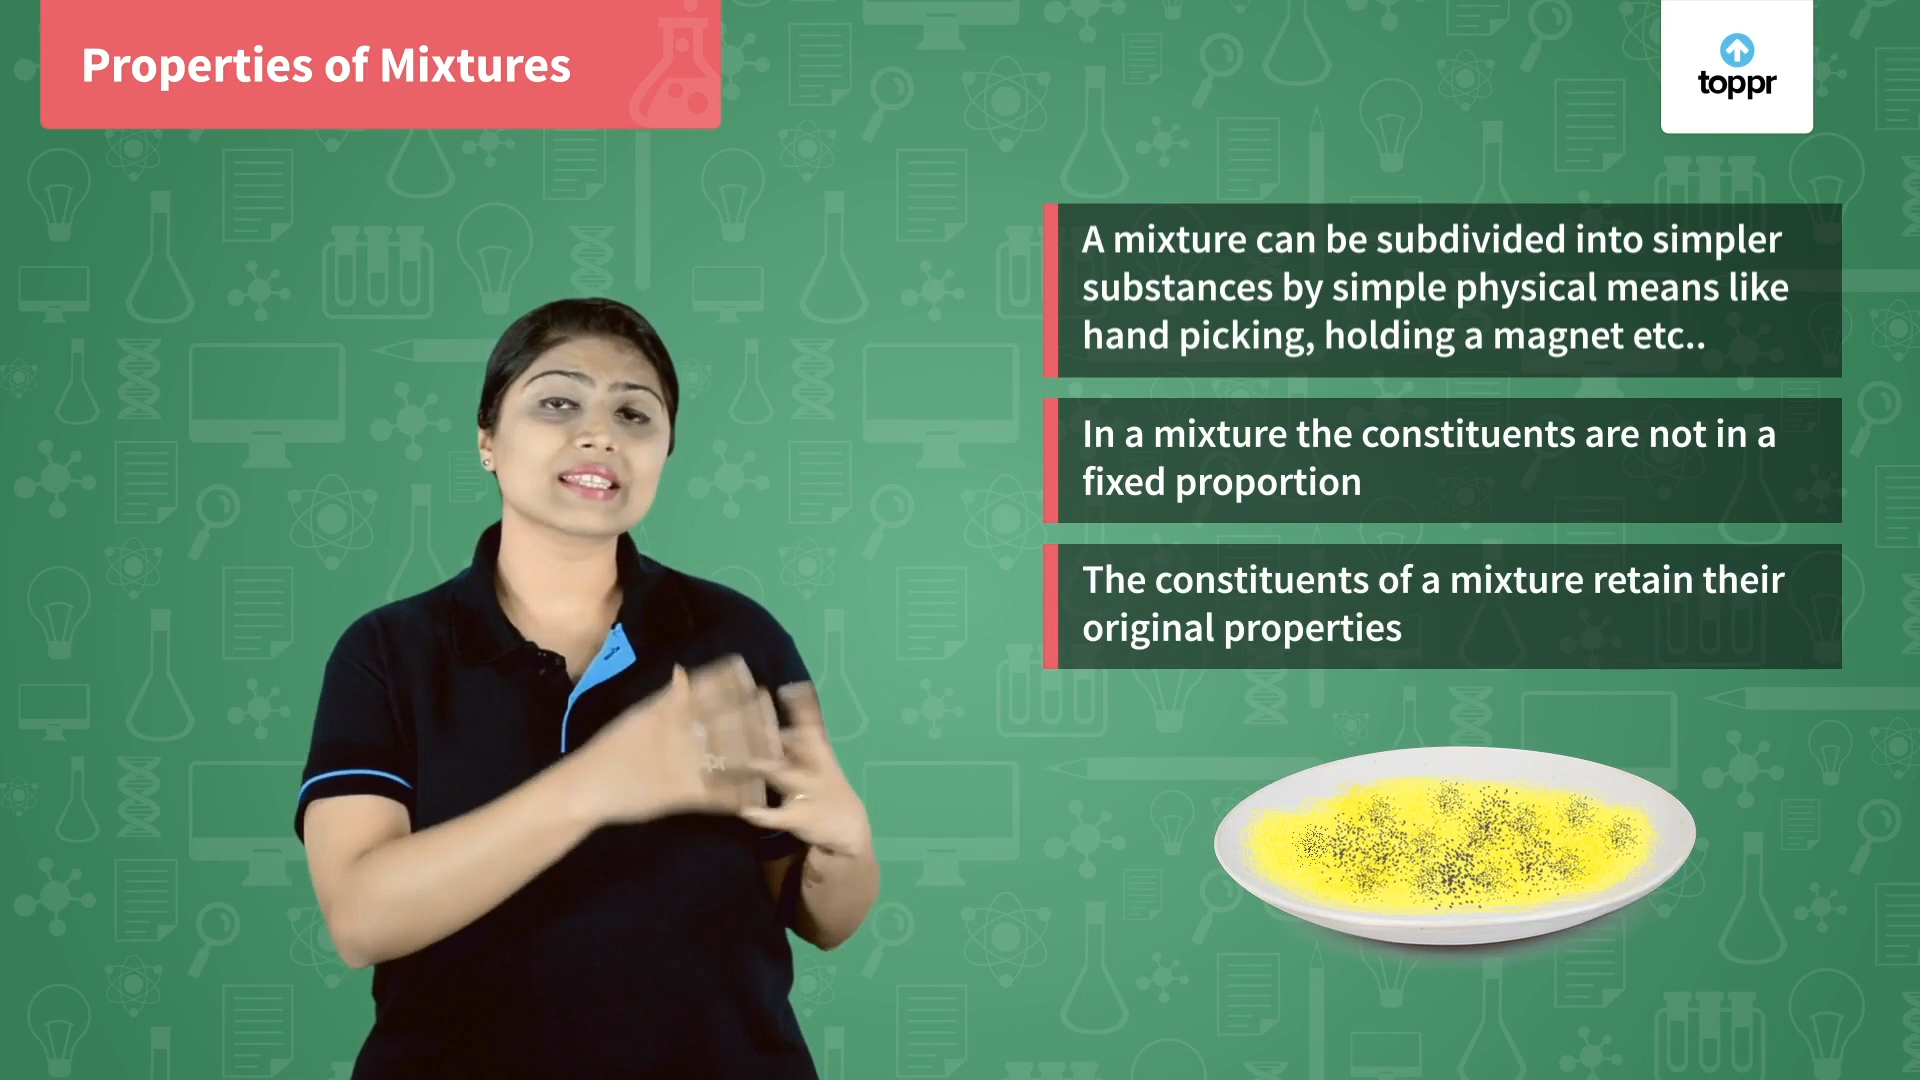 Properties of Mixtures
toppr
A mixture can be subdivided into simpler
substances by simple physical means like
hand picking, holding a magnet etc..
In a mixture the constituents are not in a
fixed proportion
The constituents of a mixture retain their
original properties